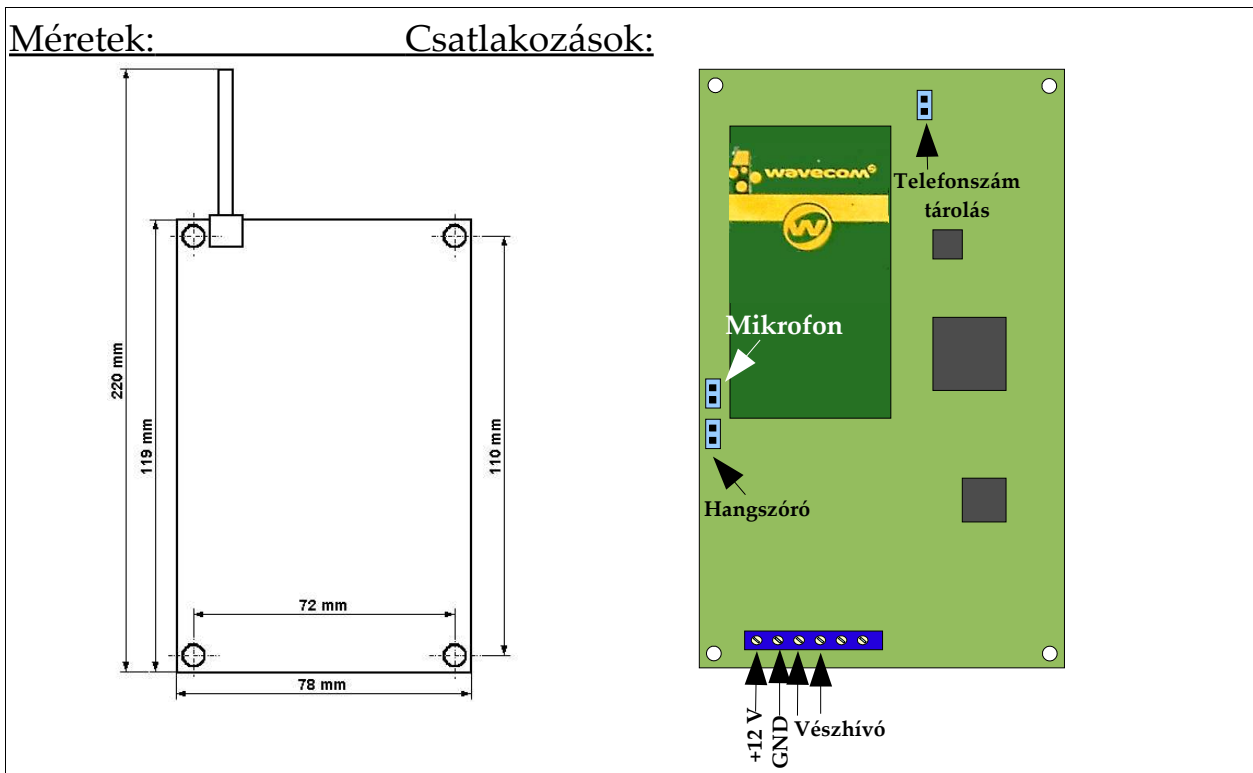 Méretek: Csatlakozások:
220 mm
119 mm
110 mm
72 mm
78 mm
wavecom®
W
Telefonszám
tárolás
Mikrofon
Hangszóró
+12 V
GND
Vészhívó